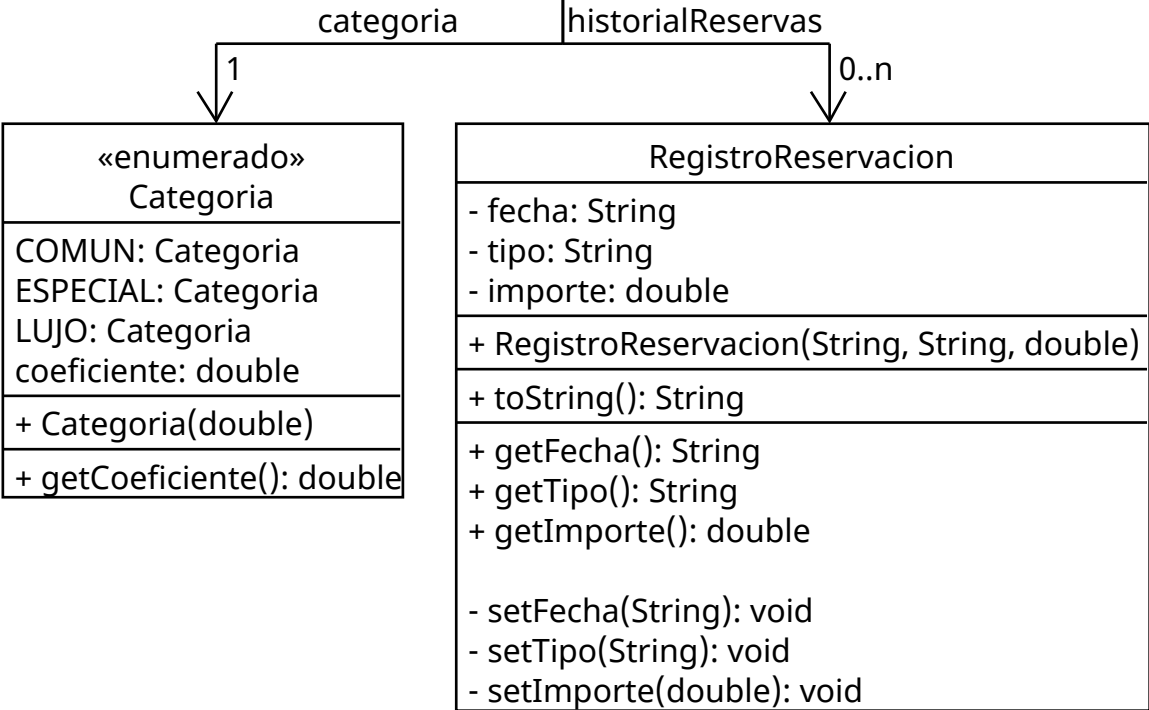 categoria
historialReservas
1
0..n
«enumerado»
Categoria
COMUN: Categoria
ESPECIAL: Categoria
LUJO: Categoria
coeficiente: double
+ Categoria(double)
+ getCoeficiente(): double
RegistroReservacion
- fecha: String
- tipo: String
- importe: double
+ RegistroReservacion(String, String, double)
+ toString(): String
+ getFecha(): String
+ getTipo(): String
+ getImporte(): double
- setFecha(String): void
- setTipo(String): void
- setImporte(double): void